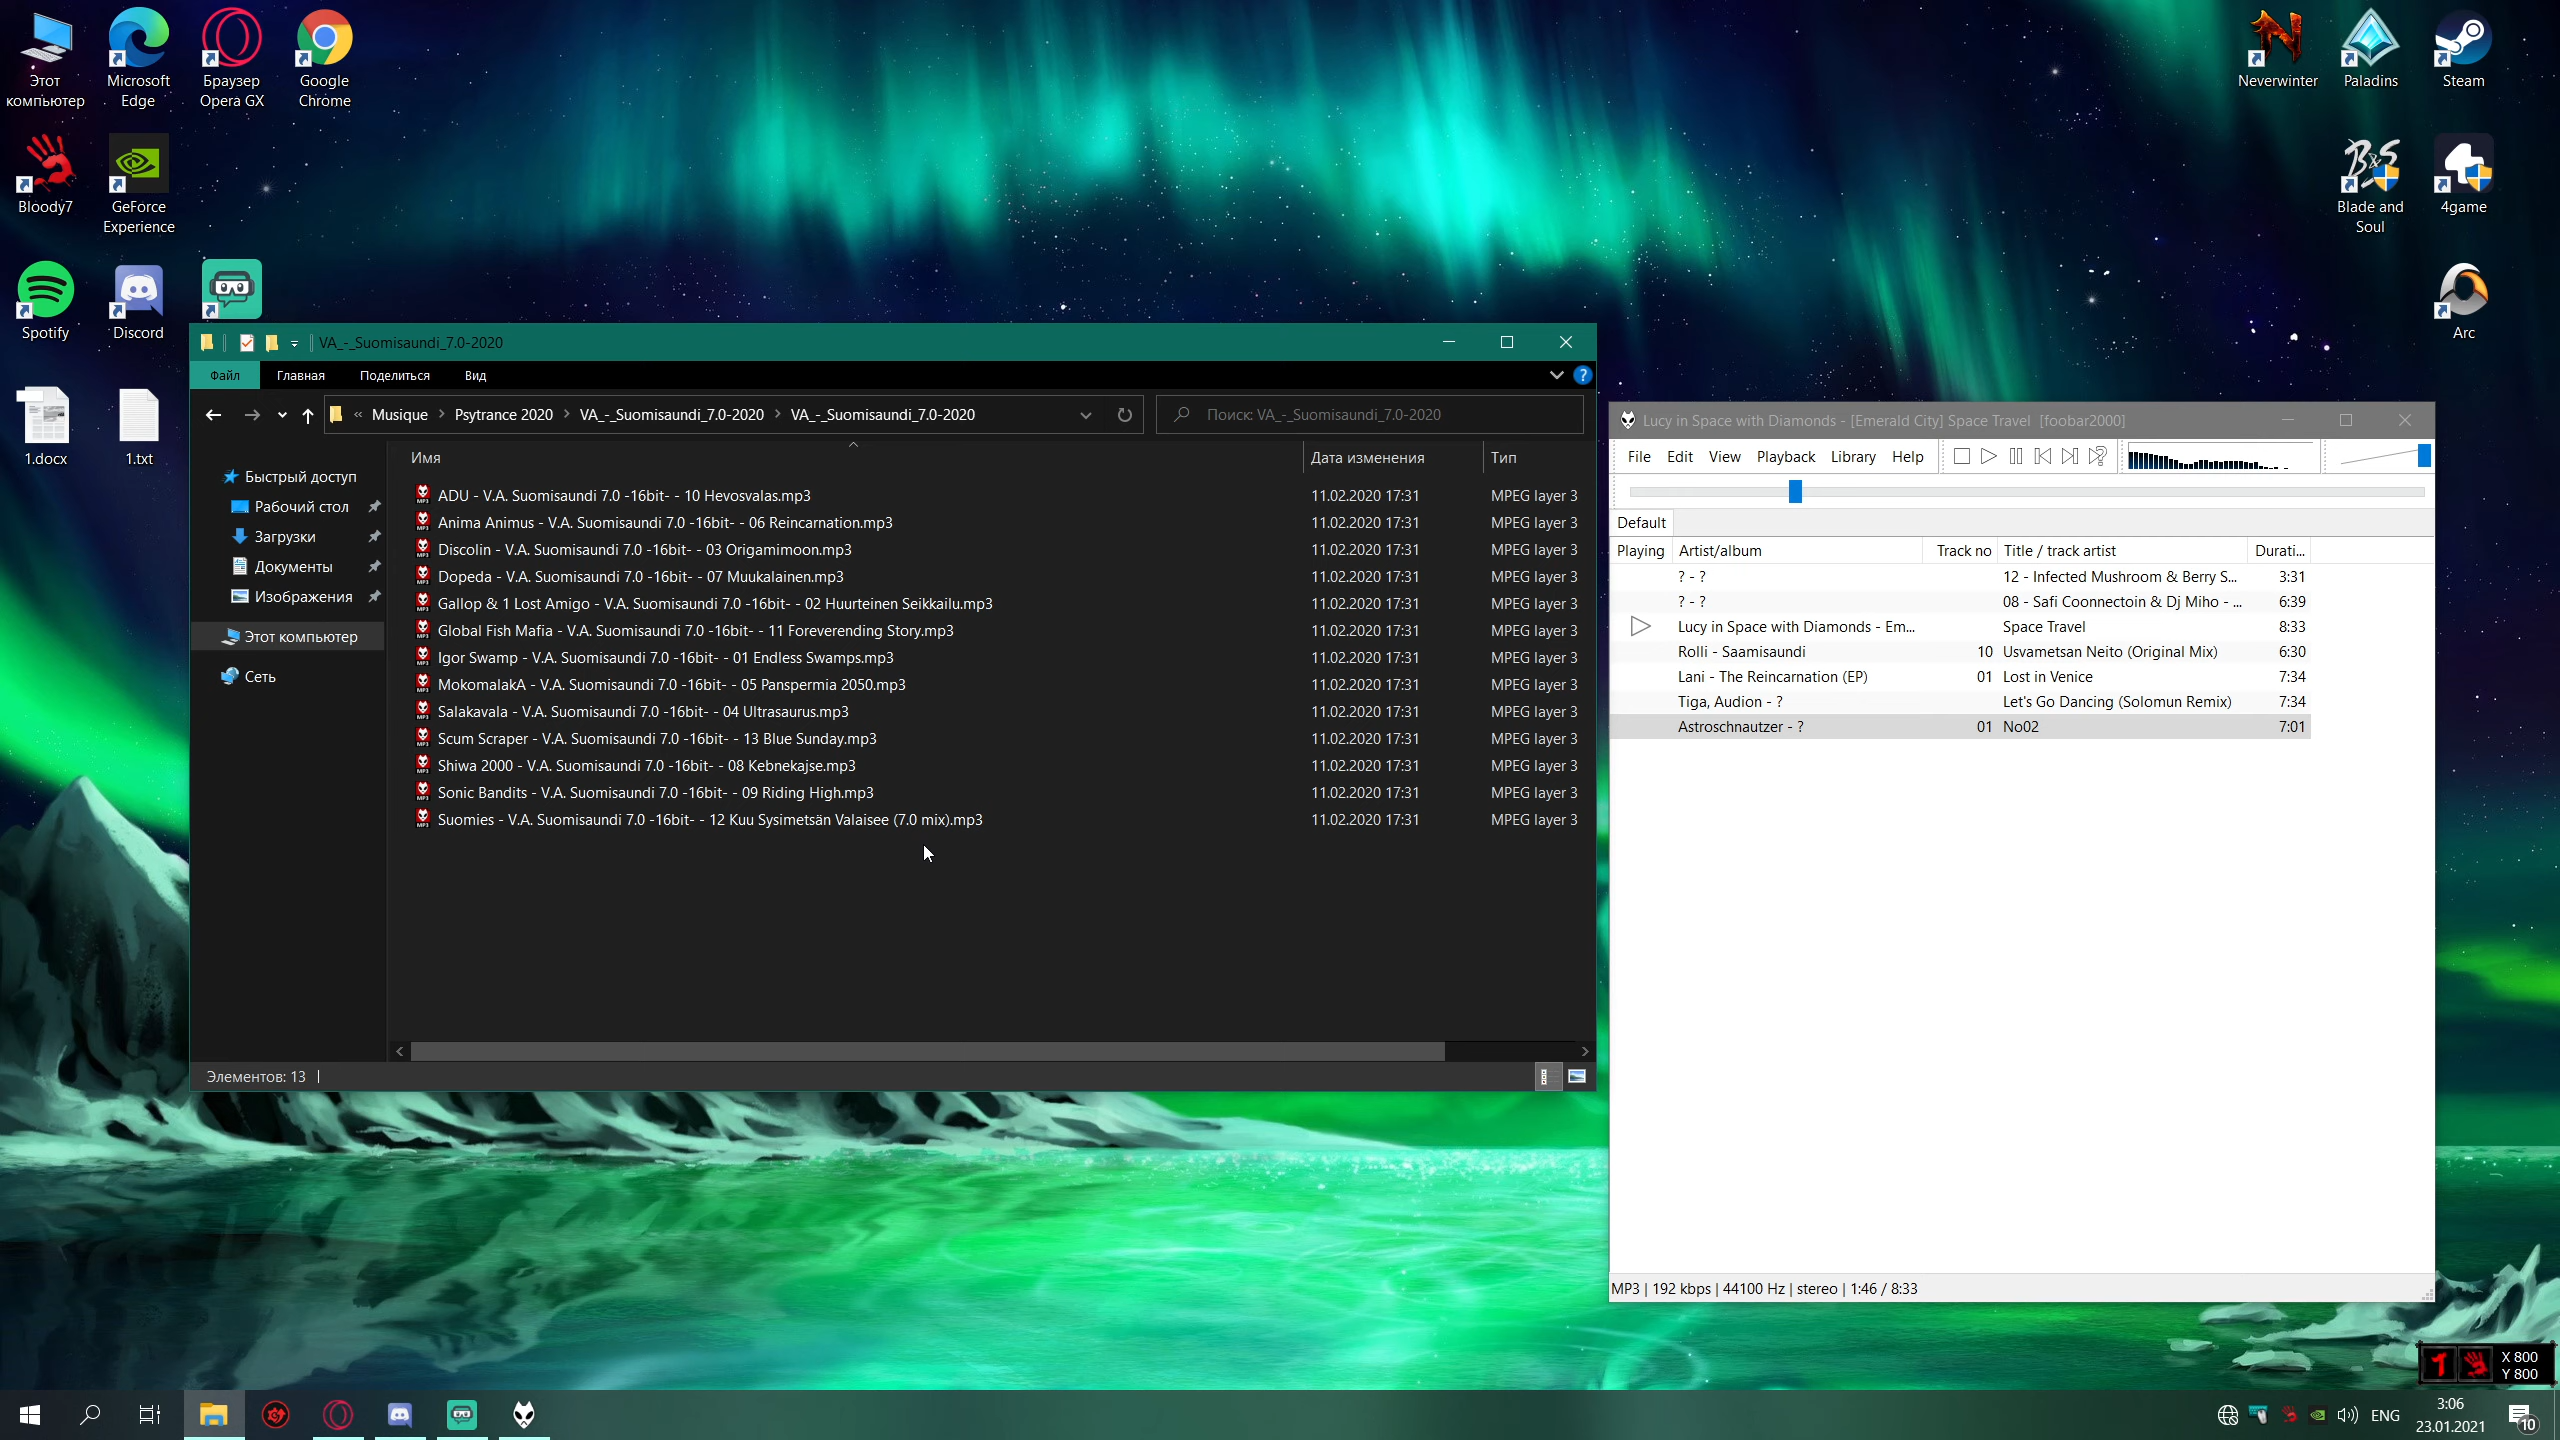 Этот
компьютер
Microsoft
Edge
Браузер
Opera GX
Google
Chrome
Neverwinter
Paladins
Steam
Bloody7
GeForce
Experience
Blade and
Soul
4game
Spotify
Discord
Arc
1.docx
1.txt
VA_-_Suomisaundi_7.0-2020
Файл Главная Поделиться Вид
« Musique > Psytrance 2020 > VA_-_Suomisaundi_7.0-2020 > VA_-_Suomisaundi_7.0-2020
Поиск: VA_-_Suomisaundi_7.0-2020
Быстрый доступ
Рабочий стол
Загрузки
Документы
Изображения
Этот компьютер
Сеть
Имя Дата изменения Тип
ADU - V.A. Suomisaundi 7.0 -16bit- - 10 Hevosvalas.mp3 11.02.2020 17:31 MPEG layer 3
Anima Animus - V.A. Suomisaundi 7.0 -16bit- - 06 Reincarnation.mp3 11.02.2020 17:31 MPEG layer 3
Discolin - V.A. Suomisaundi 7.0 -16bit- - 03 Origamimoon.mp3 11.02.2020 17:31 MPEG layer 3
Dopeda - V.A. Suomisaundi 7.0 -16bit- - 07 Muukalainen.mp3 11.02.2020 17:31 MPEG layer 3
Gallop & 1 Lost Amigo - V.A. Suomisaundi 7.0 -16bit- - 02 Huurteinen Seikkailu.mp3 11.02.2020 17:31 MPEG layer 3
Global Fish Mafia - V.A. Suomisaundi 7.0 -16bit- - 11 Foreverending Story.mp3 11.02.2020 17:31 MPEG layer 3
Igor Swamp - V.A. Suomisaundi 7.0 -16bit- - 01 Endless Swamps.mp3 11.02.2020 17:31 MPEG layer 3
MokomalakA - V.A. Suomisaundi 7.0 -16bit- - 05 Panspermia 2050.mp3 11.02.2020 17:31 MPEG layer 3
Salakavala - V.A. Suomisaundi 7.0 -16bit- - 04 Ultrasaurus.mp3 11.02.2020 17:31 MPEG layer 3
Scum Scraper - V.A. Suomisaundi 7.0 -16bit- - 13 Blue Sunday.mp3 11.02.2020 17:31 MPEG layer 3
Shiwa 2000 - V.A. Suomisaundi 7.0 -16bit- - 08 Kebnekajse.mp3 11.02.2020 17:31 MPEG layer 3
Sonic Bandits - V.A. Suomisaundi 7.0 -16bit- - 09 Riding High.mp3 11.02.2020 17:31 MPEG layer 3
Suomies - V.A. Suomisaundi 7.0 -16bit- - 12 Kuu Sysimetsän Valaisee (7.0 mix).mp3 11.02.2020 17:31 MPEG layer 3
Элементов: 13
Lucy in Space with Diamonds - [Emerald City] Space Travel [foobar2000]
File Edit View Playback Library Help
Default
Playing Artist/album Track no Title / track artist Durati...
? - ? 12 - Infected Mushroom & Berry S... 3:31
? - ? 08 - Safi Coonnectoin & Dj Miho - ... 6:39
Lucy in Space with Diamonds - Em... Space Travel 8:33
Rolli - Saamisaundi 10 Usvametsan Neito (Original Mix) 6:30
Lani - The Reincarnation (EP) 01 Lost in Venice 7:34
Tiga, Audion - ? Let's Go Dancing (Solomun Remix) 7:34
Astroschnautzer - ? 01 No02 7:01
MP3 | 192 kbps | 44100 Hz | stereo | 1:46 / 8:33
X 800
Y 800
ENG
3:06
23.01.2021
10